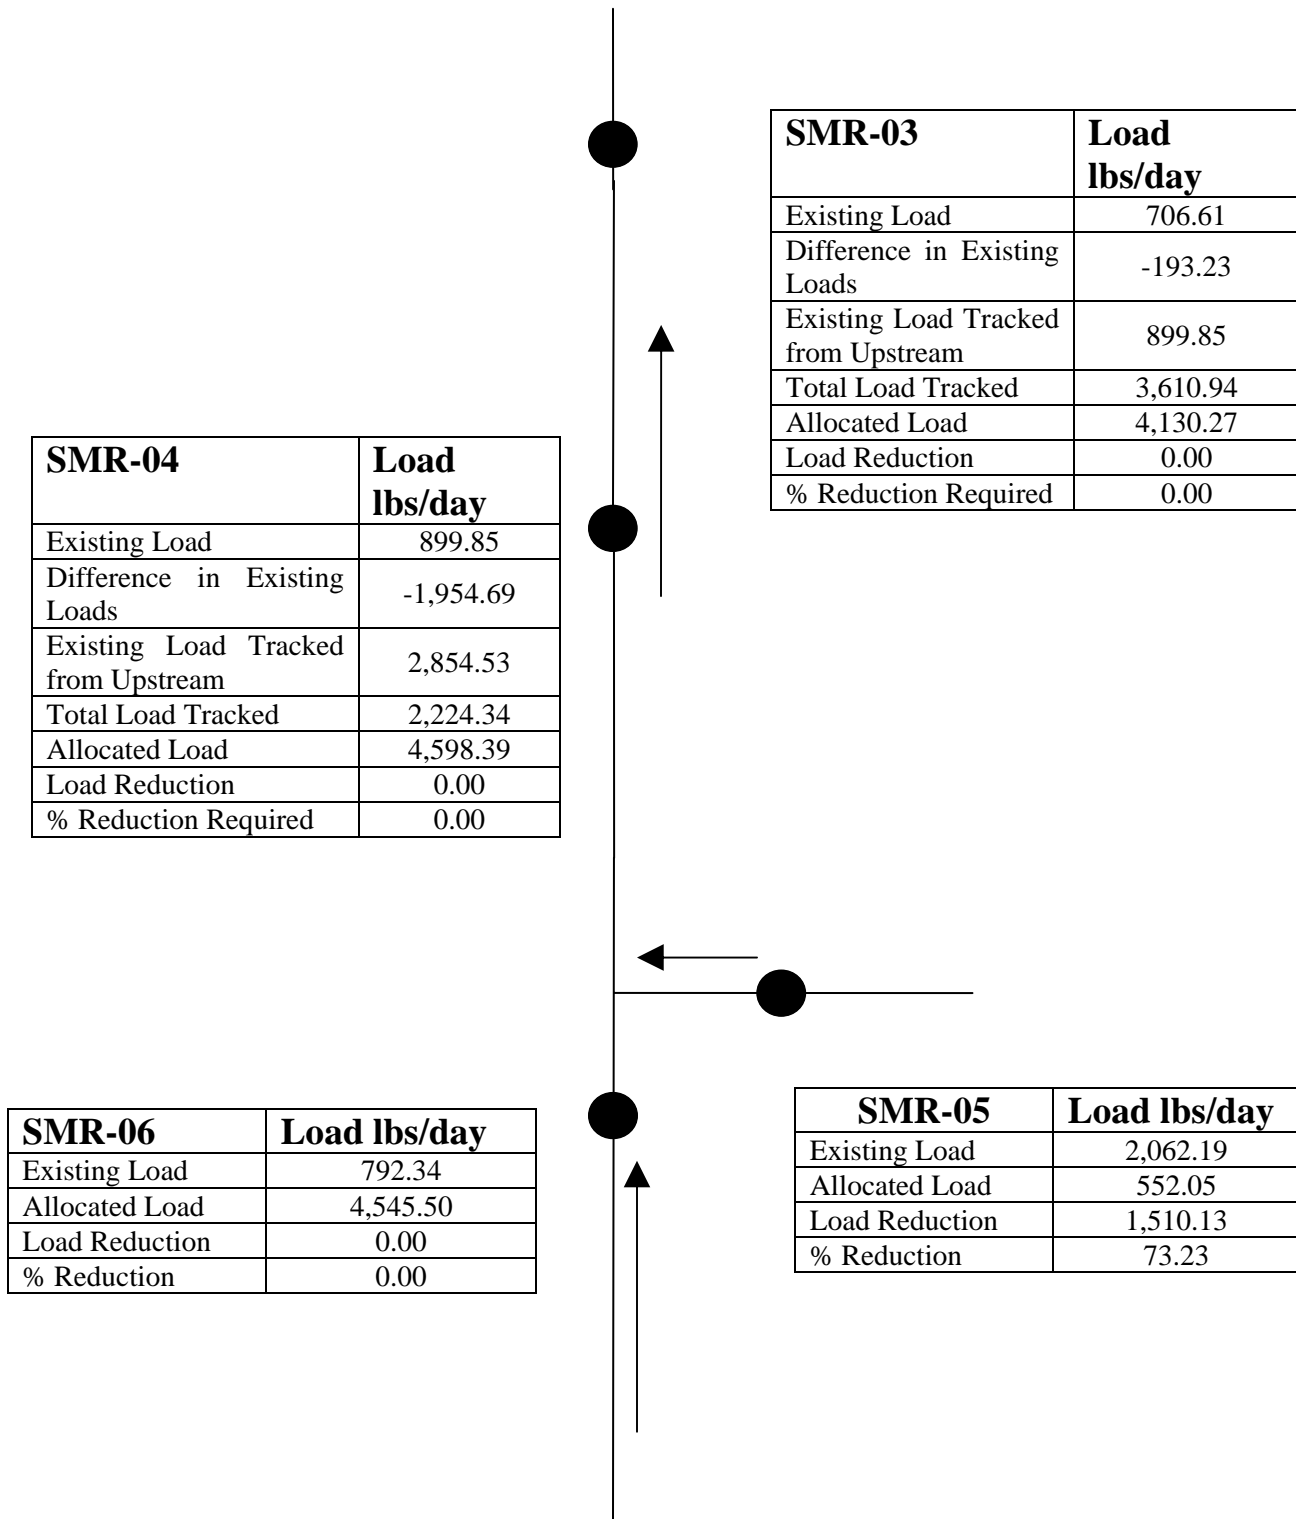 SMR-03 Load
lbs/day
Existing Load 706.61
Difference in Existing
Loads -193.23
Existing Load Tracked
from Upstream 899.85
Total Load Tracked 3,610.94
Allocated Load 4,130.27
Load Reduction 0.00
% Reduction Required 0.00
SMR-04 Load
lbs/day
Existing Load 899.85
Difference in Existing
Loads -1,954.69
Existing Load Tracked
from Upstream 2,854.53
Total Load Tracked 2,224.34
Allocated Load 4,598.39
Load Reduction 0.00
% Reduction Required 0.00
SMR-06 Load lbs/day
Existing Load 792.34
Allocated Load 4,545.50
Load Reduction 0.00
% Reduction 0.00
SMR-05 Load lbs/day
Existing Load 2,062.19
Allocated Load 552.05
Load Reduction 1,510.13
% Reduction 73.23